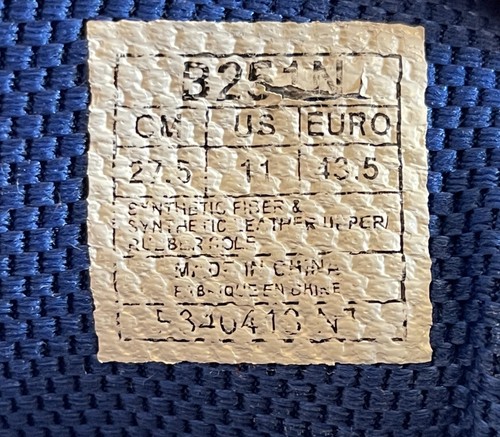 B251N
CM US EURO
27.5 11 43.5
SYNTHETIC FIBER &
SYNTHETIC LEATHER UPPER/
RUBBER SOLE
MADE IN CHINA
FABRIQUE EN CHINE